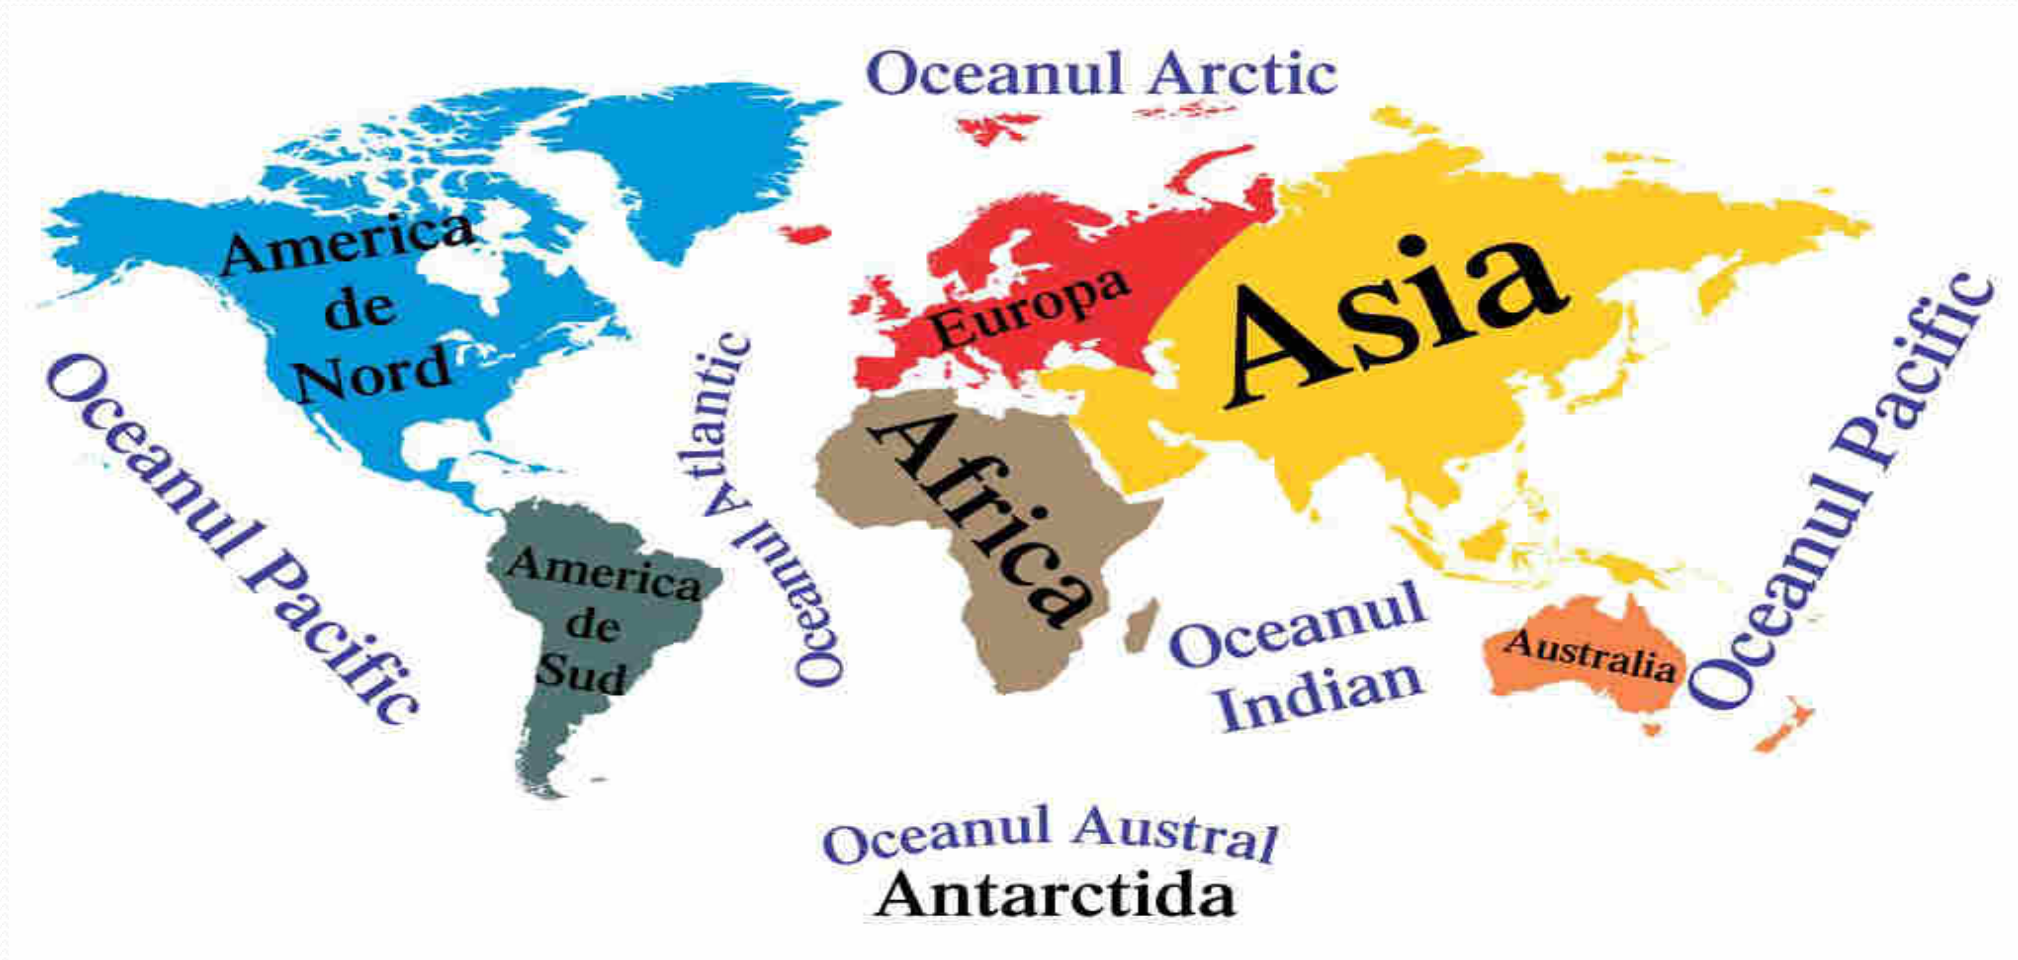 Oceanul Arctic
America
de
Nord
Europa
Asia
Oceanul Pacific
Oceanul Atlantic
Africa
Oceanul Pacific
America
de
Sud
Oceanul
Indian
Australia
Oceanul Austral
Antarctida